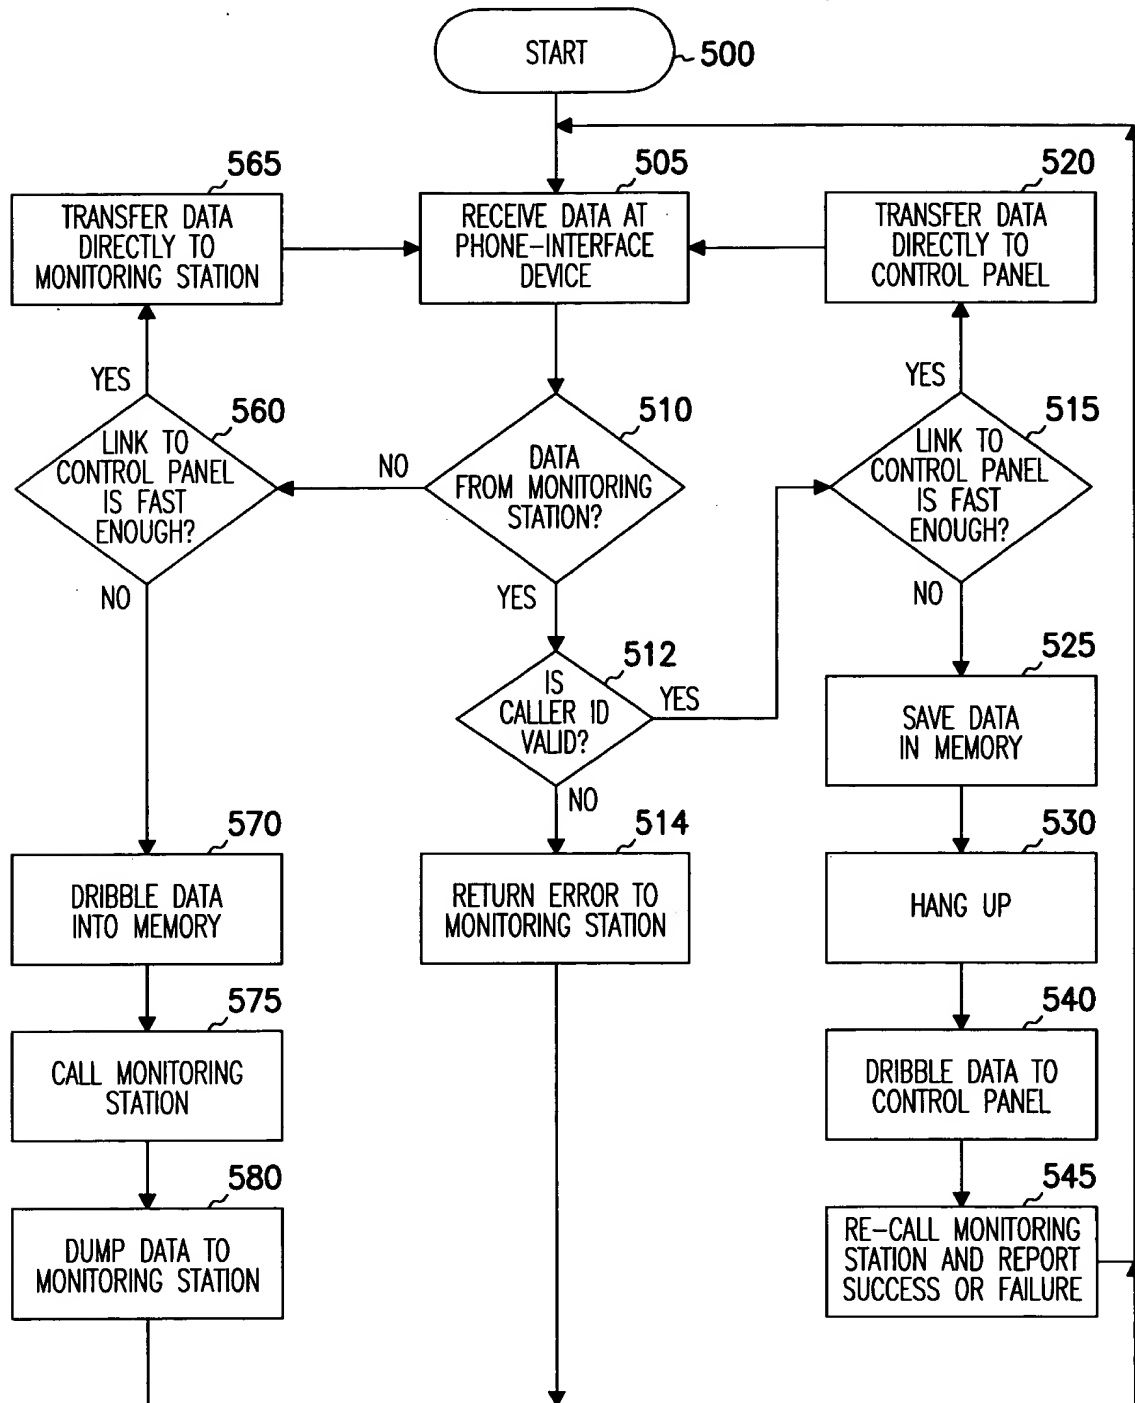 START
500
565
TRANSFER DATA
DIRECTLY TO
MONITORING STATION
505
RECEIVE DATA AT
PHONE-INTERFACE
DEVICE
520
TRANSFER DATA
DIRECTLY TO
CONTROL PANEL
YES
560
LINK TO
CONTROL PANEL
IS FAST
ENOUGH?
NO
NO
510
DATA
FROM MONITORING
STATION?
YES
YES
515
LINK TO
CONTROL PANEL
IS FAST
ENOUGH?
NO
512
IS
CALLER ID
VALID?
YES
NO
525
SAVE DATA
IN MEMORY
570
DRIBBLE DATA
INTO MEMORY
514
RETURN ERROR TO
MONITORING STATION
530
HANG UP
575
CALL MONITORING
STATION
540
DRIBBLE DATA TO
CONTROL PANEL
580
DUMP DATA TO
MONITORING STATION
545
RE-CALL MONITORING
STATION AND REPORT
SUCCESS OR FAILURE